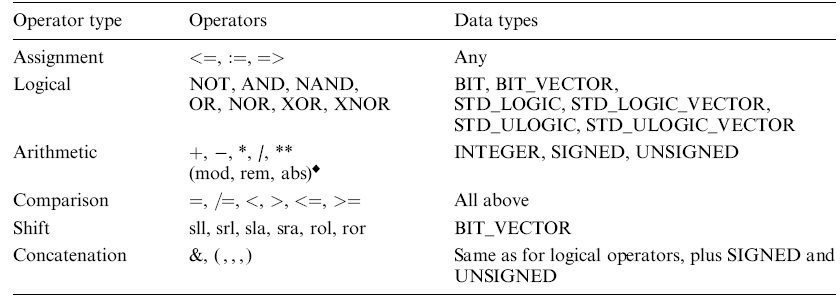 Operator type Operators Data types
Assignment <=, :=, => Any
Logical NOT, AND, NAND, BIT, BIT_VECTOR,
OR, NOR, XOR, XNOR STD_LOGIC, STD_LOGIC_VECTOR,
STD_ULOGIC, STD_ULOGIC_VECTOR
Arithmetic +, −, *, /, ** INTEGER, SIGNED, UNSIGNED
(mod, rem, abs)◆
Comparison =, /=, <, >, <=, >= All above
Shift sll, srl, sla, sra, rol, ror BIT_VECTOR
Concatenation &, ( , , , ) Same as for logical operators, plus SIGNED and
UNSIGNED